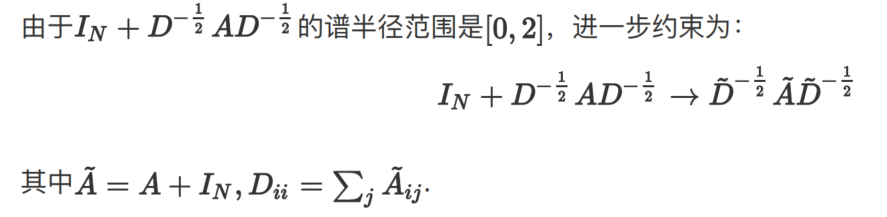 由于$I_N + D^{-\frac{1}{2}} A D^{-\frac{1}{2}}$的谱半径范围是$[0, 2]$，进一步约束为：
$I_N + D^{-\frac{1}{2}} A D^{-\frac{1}{2}} \rightarrow \tilde{D}^{-\frac{1}{2}} \tilde{A} \tilde{D}^{-\frac{1}{2}}$
其中$\tilde{A} = A + I_N, D_{ii} = \sum_j \tilde{A}_{ij}$.